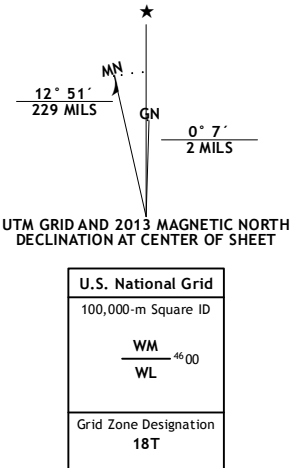 ★
MN
12° 51´
229 MILS
GN
0° 7´
2 MILS
UTM GRID AND 2013 MAGNETIC NORTH
DECLINATION AT CENTER OF SHEET
U.S. National Grid
100,000-m Square ID
WM
4600
WL
Grid Zone Designation
18T